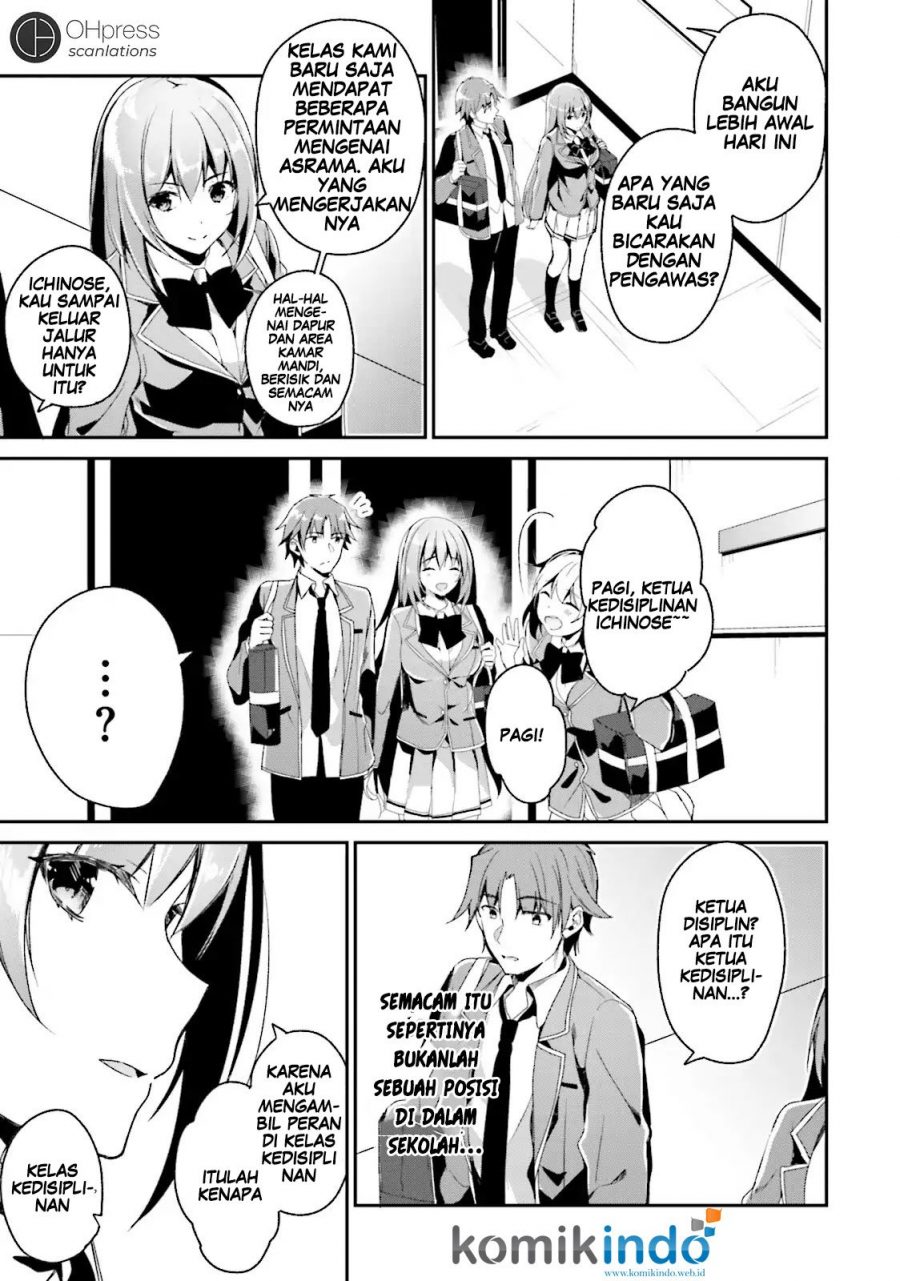 OHpress
scanlations
AKU
BANGUN
LEBIH AWAL
HARI INI
APA YANG
BARU SAJA
KAU
BICARAKAN
DENGAN
PENGAWAS?
KELAS KAMI
BARU SAJA
MENDAPAT
BEBERAPA
PERMINTAAN
MENGENAI
ASRAMA. AKU
YANG
MENGERJAKAN
NYA
HAL-HAL
MENGE-
NAI DAPUR
DAN AREA
KAMAR
MANDI,
BERISIK DAN
SEMACAM
NYA
ICHINOSE,
KAU SAMPAI
KELUAR
JALUR
HANYA
UNTUK
ITU?
PAGI, KETUA
KEDISIPLINAN
ICHINOSE~~
PAGI!
...?
KETUA
DISIPLIN?
APA ITU
KETUA
KEDISIPLI-
NAN...?
SEMACAM ITU
SEPERTINYA
BUKANLAH
SEBUAH POSISI
DI DALAM
SEKOLAH...
KARENA
AKU
MENGAM-
BIL PERAN
DI KELAS
KEDISIPLI
NAN
ITULAH
KENAPA
KELAS
KEDISIPLI-
NAN
komikindo
www.komikindo.web.id